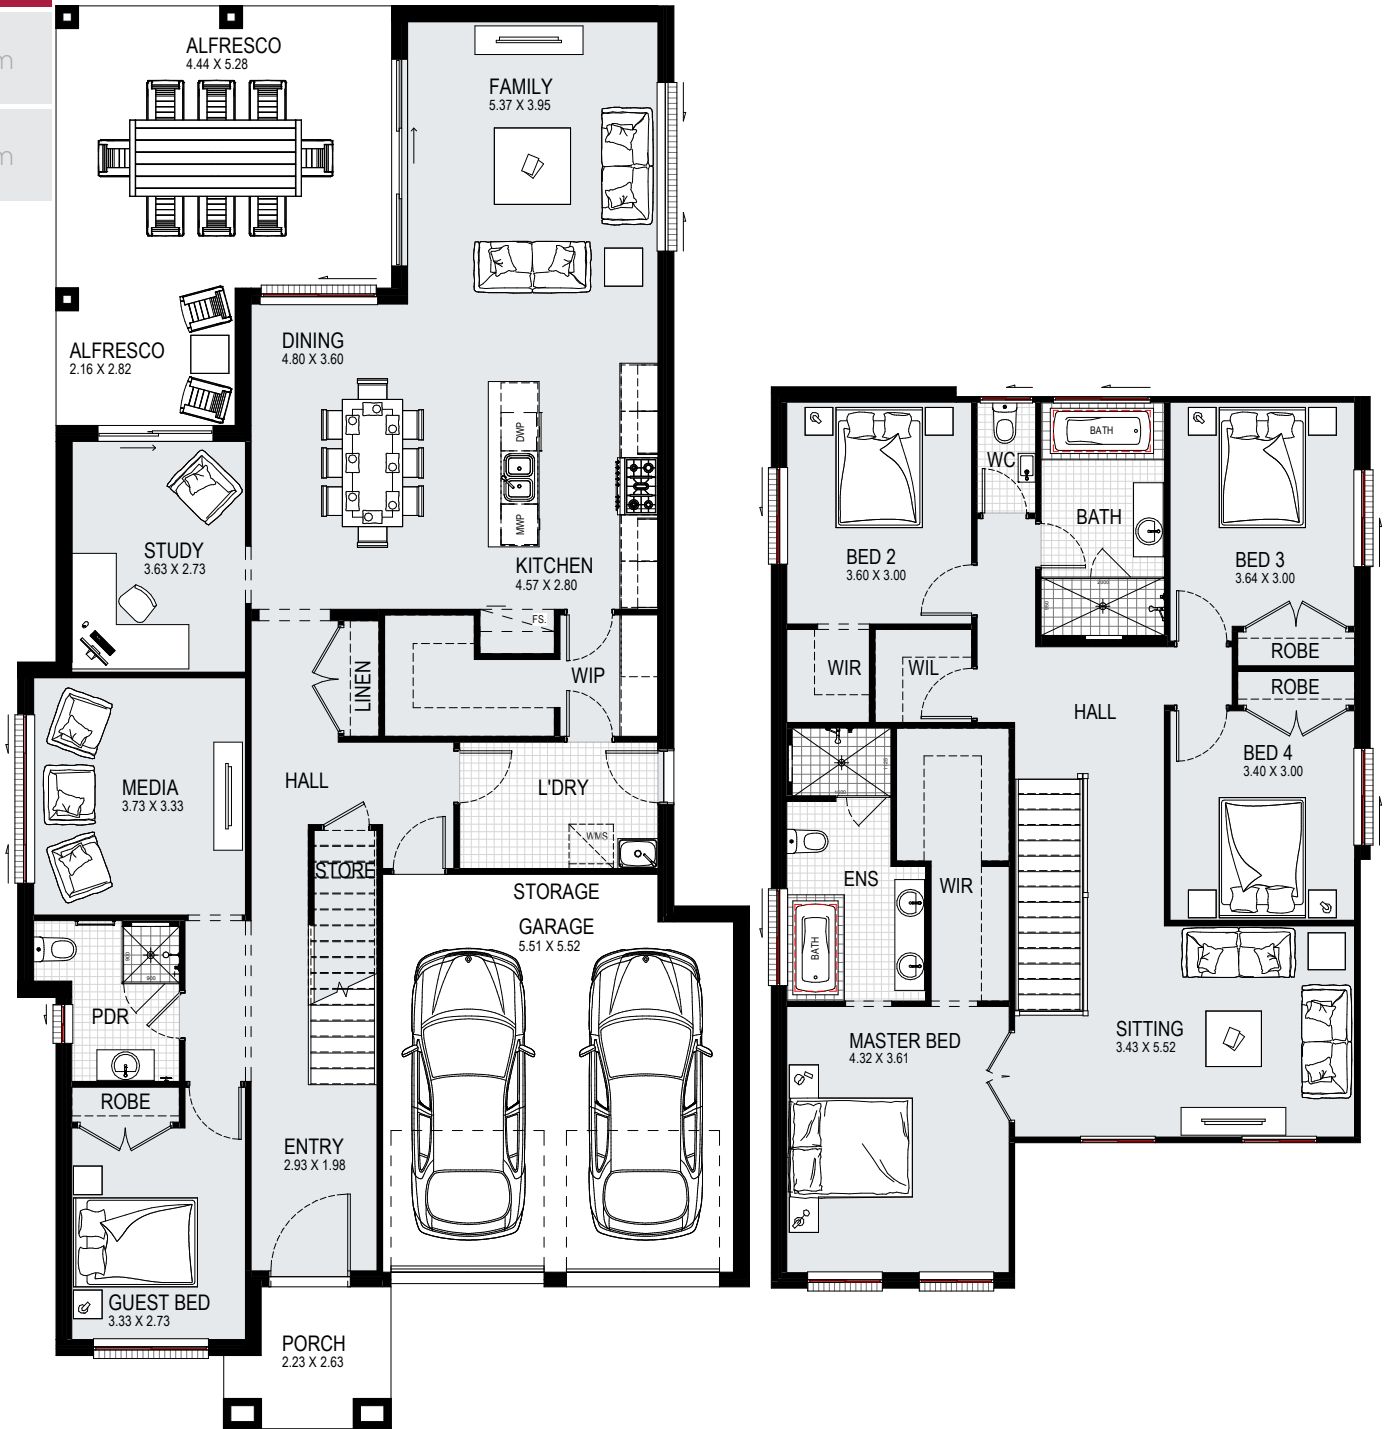 m
m
ALFRESCO
4.44 X 5.28
FAMILY
5.37 X 3.95
ALFRESCO
2.16 X 2.82
DINING
4.80 X 3.60
DWP
MWP
STUDY
3.63 X 2.73
KITCHEN
4.57 X 2.80
FS.
LINEN
WIP
MEDIA
3.73 X 3.33
HALL
L'DRY
WMS
STORE
STORAGE
GARAGE
5.51 X 5.52
900
900
PDR
ROBE
ENTRY
2.93 X 1.98
GUEST BED
3.33 X 2.73
PORCH
2.23 X 2.63
BATH
WC
BATH
BED 2
3.60 X 3.00
BED 3
3.64 X 3.00
WIR
WIL
ROBE
ROBE
HALL
BED 4
3.40 X 3.00
ENS
WIR
BATH
MASTER BED
4.32 X 3.61
SITTING
3.43 X 5.52